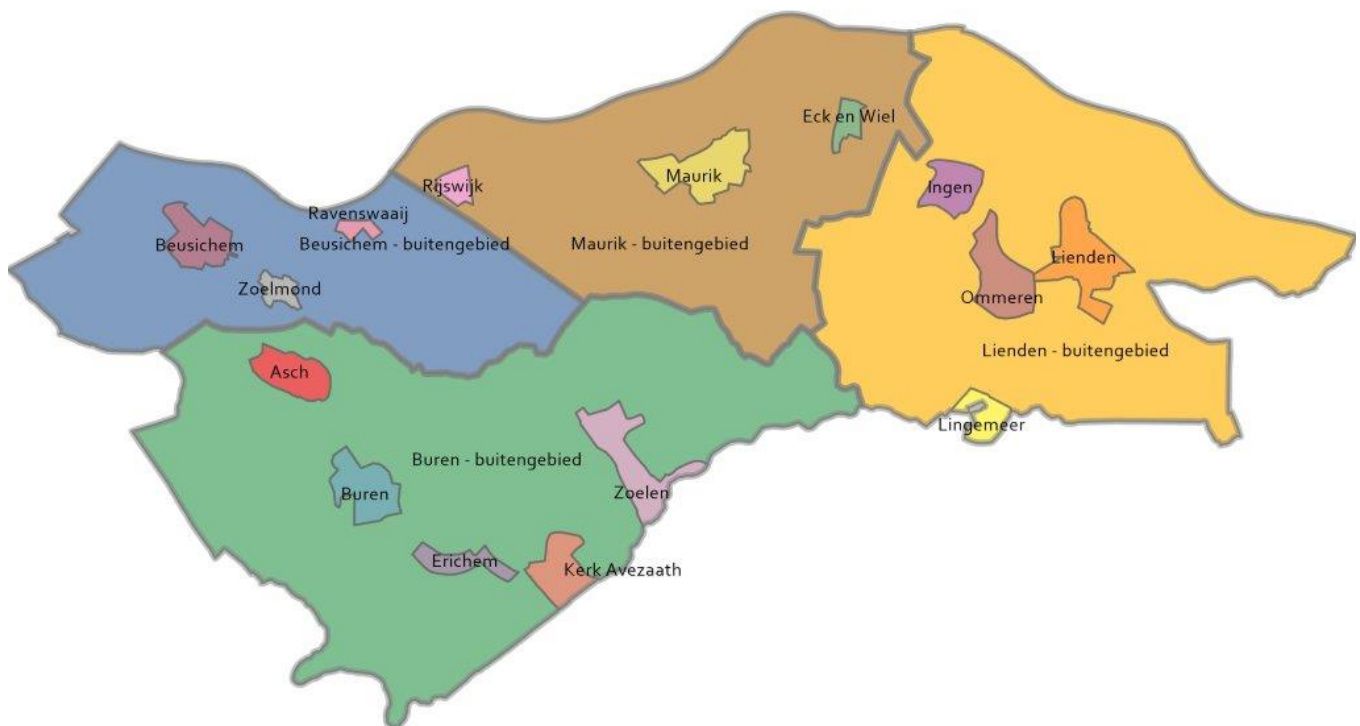 Eck en Wiel
Maurik
Rijswijk
Ingen
Ravenswaaij
Beusichem
Beusichem - buitengebied
Maurik - buitengebied
Lienden
Zoelmond
Ommeren
Lienden - buitengebied
Asch
Lingemeer
Buren - buitengebied
Buren
Zoelen
Erichem
Kerk Avezaath